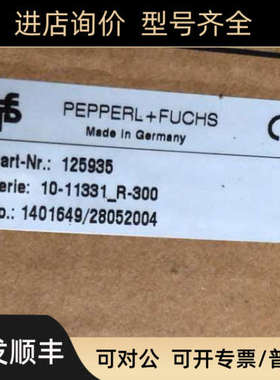 进店询价 型号齐全
PEPPERL+FUCHS
Made in Germany
art-Nr.: 125935
erie: 10-11331_R-300
o.: 1401649/28052004
发顺丰
可对公 可开专票/普